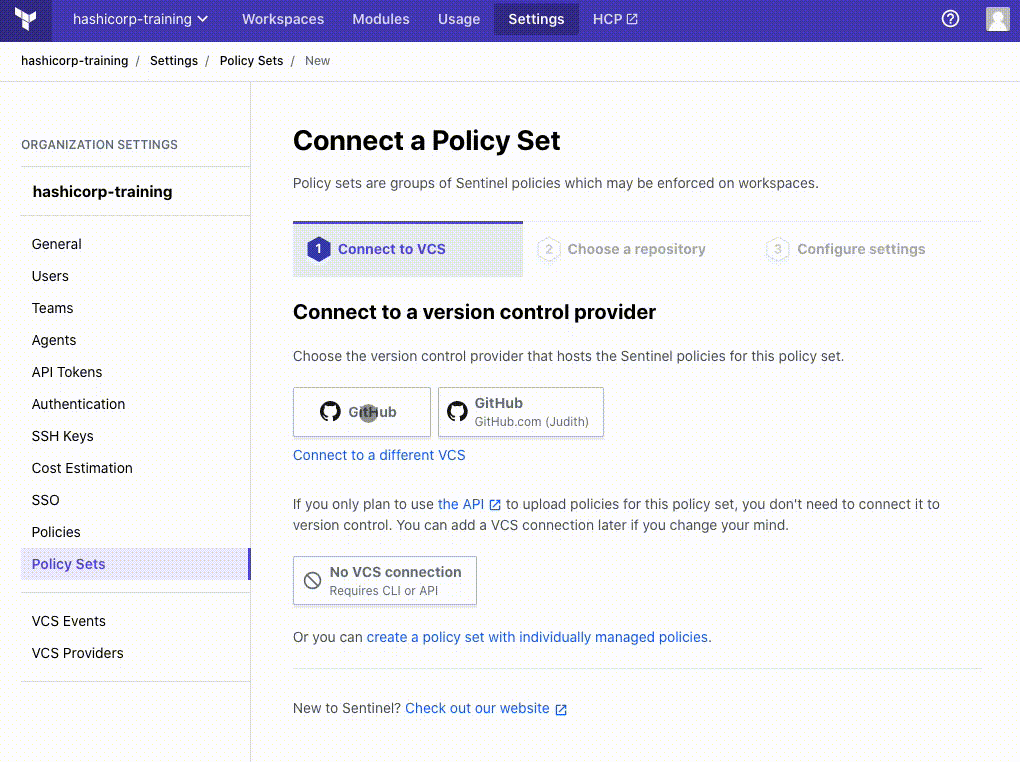 hashicorp-training Workspaces Modules Usage Settings HCP
hashicorp-training / Settings / Policy Sets / New
ORGANIZATION SETTINGS
hashicorp-training
General
Users
Teams
Agents
API Tokens
Authentication
SSH Keys
Cost Estimation
SSO
Policies
Policy Sets
VCS Events
VCS Providers
Connect a Policy Set
Policy sets are groups of Sentinel policies which may be enforced on workspaces.
1 Connect to VCS 2 Choose a repository 3 Configure settings
Connect to a version control provider
Choose the version control provider that hosts the Sentinel policies for this policy set.
GitHub
GitHub
GitHub.com (Judith)
Connect to a different VCS
If you only plan to use the API to upload policies for this policy set, you don't need to connect it to
version control. You can add a VCS connection later if you change your mind.
No VCS connection
Requires CLI or API
Or you can create a policy set with individually managed policies.
New to Sentinel? Check out our website